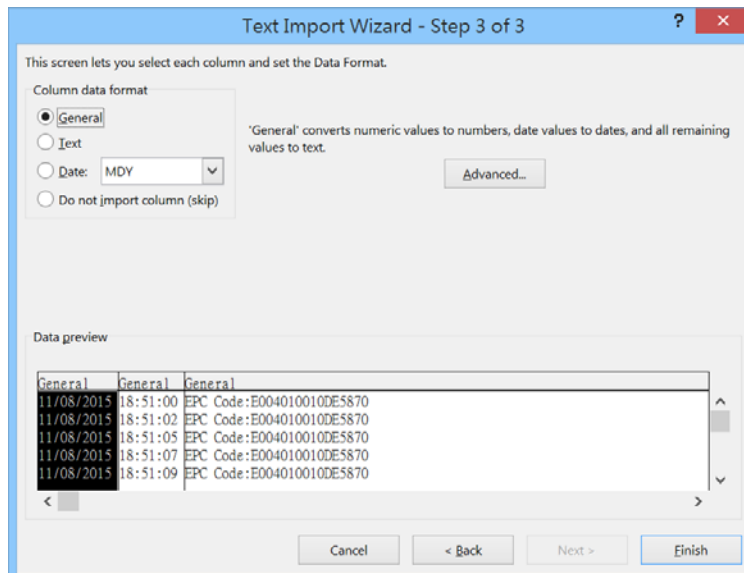 Text Import Wizard - Step 3 of 3
? ×
This screen lets you select each column and set the Data Format.
Column data format
General
Text
Date: MDY
Do not import column (skip)
'General' converts numeric values to numbers, date values to dates, and all remaining
values to text.
Advanced...
Data preview
General General General
11/08/2015 18:51:00 EPC Code:E004010010DE5870
11/08/2015 18:51:02 EPC Code:E004010010DE5870
11/08/2015 18:51:05 EPC Code:E004010010DE5870
11/08/2015 18:51:07 EPC Code:E004010010DE5870
11/08/2015 18:51:09 EPC Code:E004010010DE5870
Cancel < Back Next > Finish